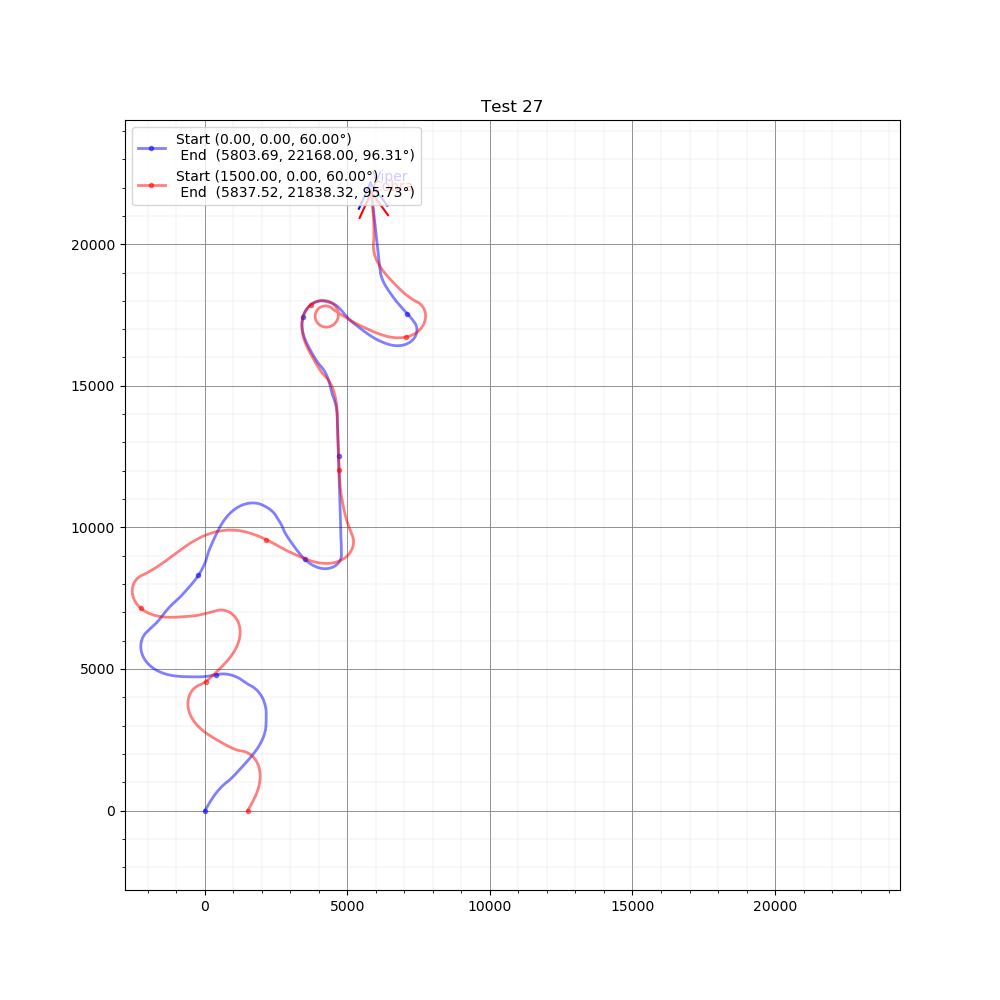 Test 27
Start (0.00, 0.00, 60.00°)
End (5803.69, 22168.00, 96.31°)
Start (1500.00, 0.00, 60.00°)
End (5837.52, 21838.32, 95.73°)
20000
15000
10000
5000
0
0 5000 10000 15000 20000